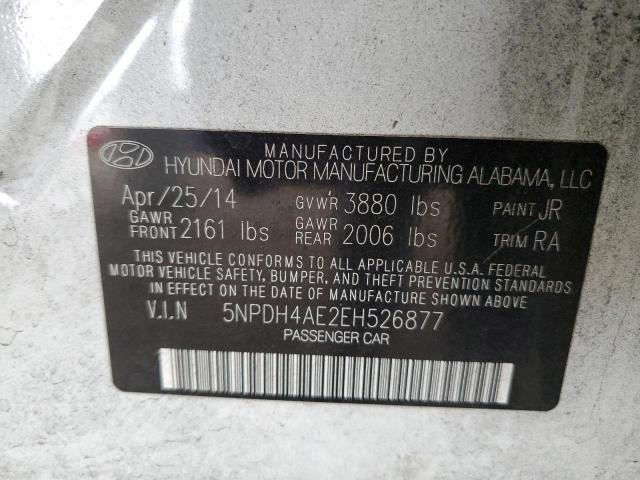 MANUFACTURED BY
HYUNDAI MOTOR MANUFACTURING ALABAMA, LLC
Apr/25/14 GVWR 3880 lbs PAINT JR
GAWR FRONT 2161 lbs GAWR REAR 2006 lbs TRIM RA
THIS VEHICLE CONFORMS TO ALL APPLICABLE U.S.A. FEDERAL
MOTOR VEHICLE SAFETY, BUMPER, AND THEFT PREVENTION STANDARDS
IN EFFECT ON THE DATE OF MANUFACTURE SHOWN ABOVE.
V.I.N 5NPDH4AE2EH526877
PASSENGER CAR